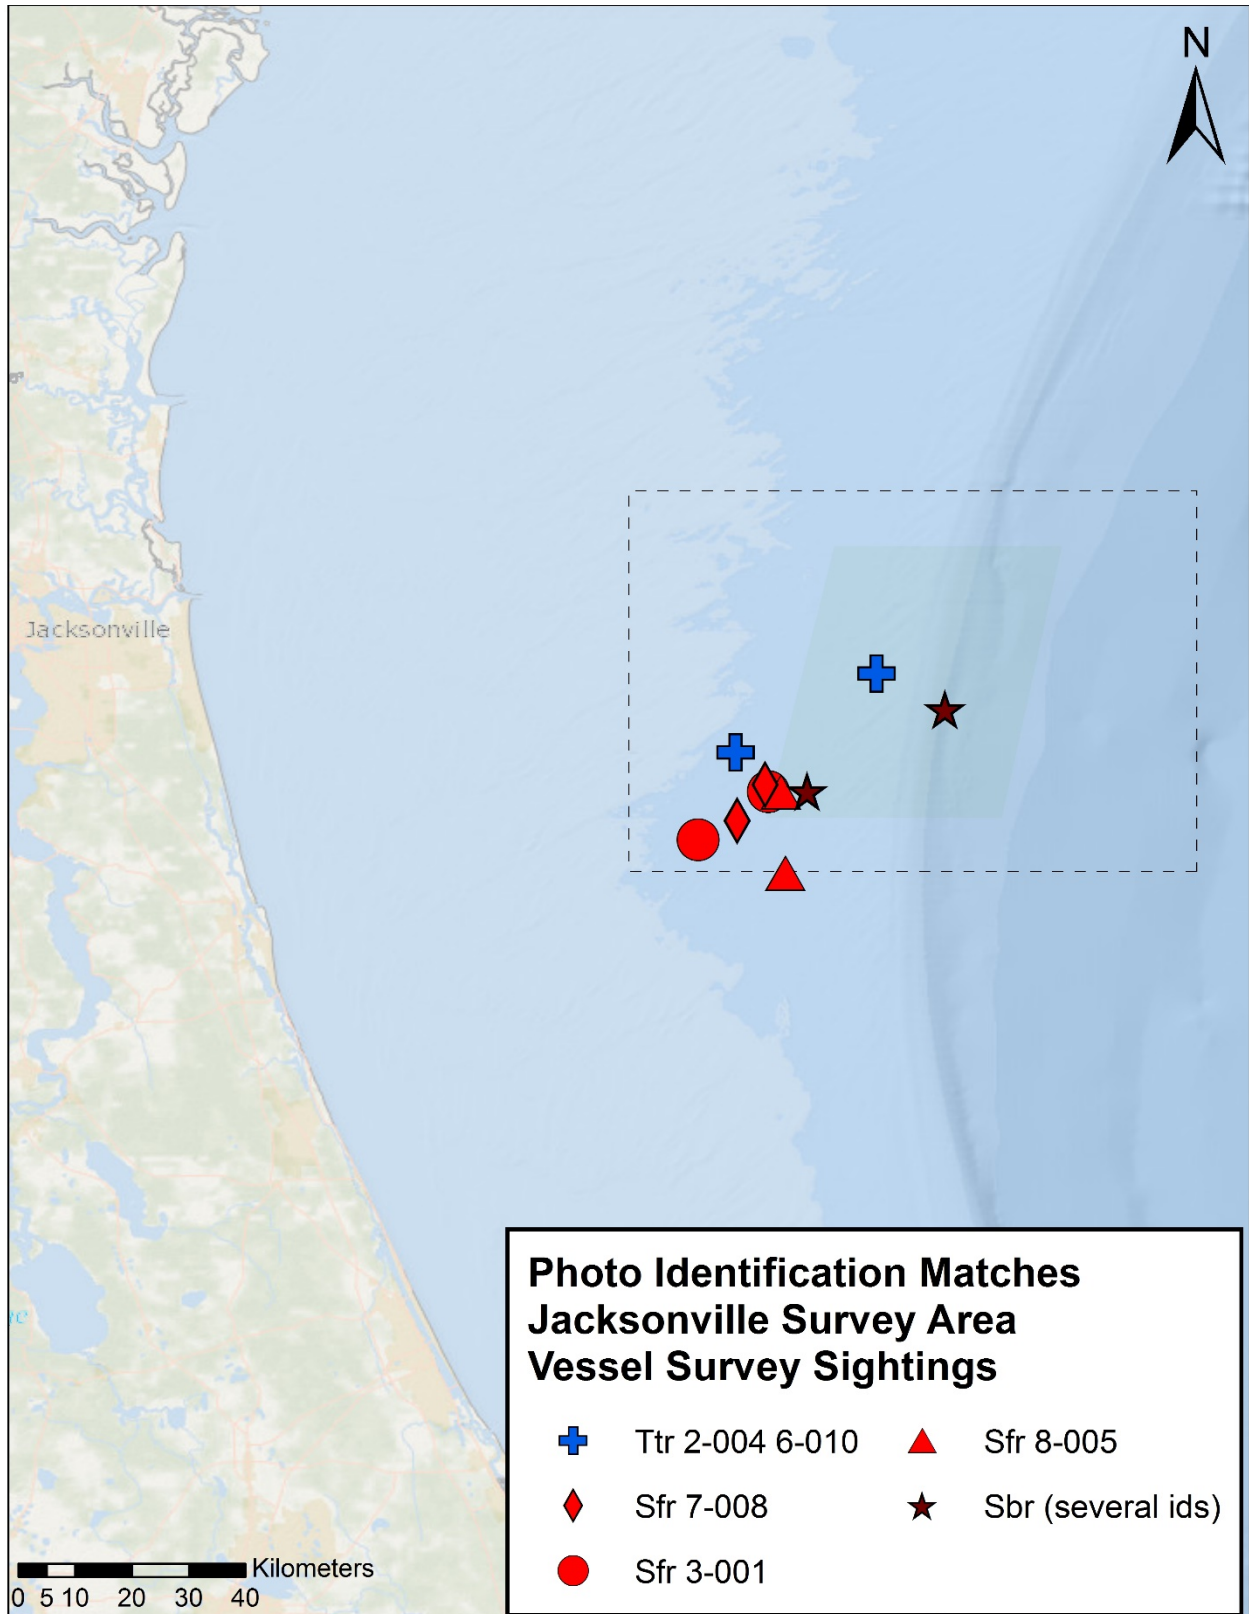 N
Jacksonville
Photo Identification Matches
Jacksonville Survey Area
Vessel Survey Sightings
Ttr 2-004 6-010
Sfr 8-005
Sfr 7-008
Sbr (several ids)
Sfr 3-001
Kilometers
0 5 10 20 30 40